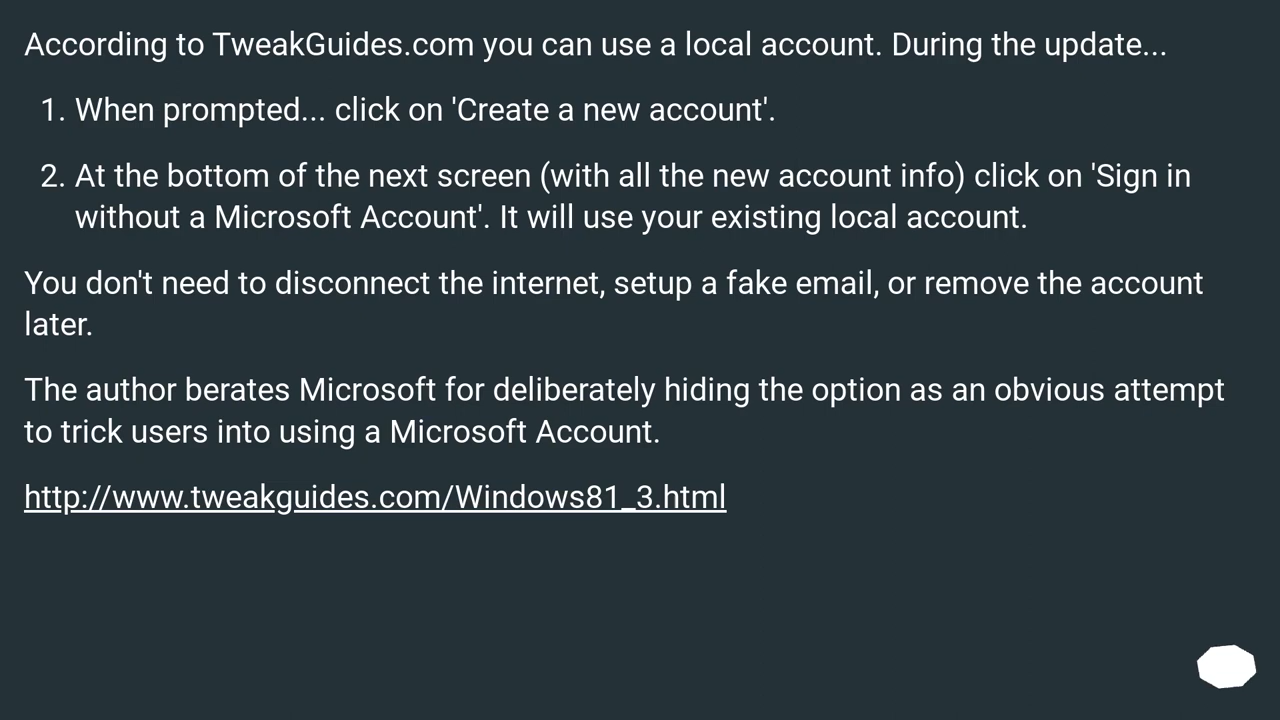 According to TweakGuides.com you can use a local account. During the update...
1. When prompted... click on 'Create a new account'.
2. At the bottom of the next screen (with all the new account info) click on 'Sign in
without a Microsoft Account'. It will use your existing local account.
You don't need to disconnect the internet, setup a fake email, or remove the account
later.
The author berates Microsoft for deliberately hiding the option as an obvious attempt
to trick users into using a Microsoft Account.
http://www.tweakguides.com/Windows81_3.html